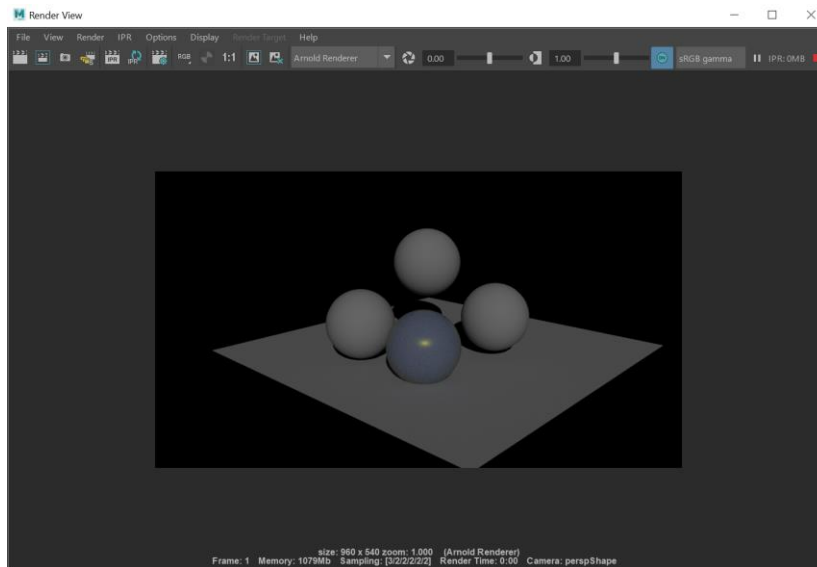 Render View
File View Render IPR Options Display Render Target Help
IPR RGB 1:1 Arnold Renderer 0.00 1.00 ON sRGB gamma IPR: 0MB
size: 960 x 540 zoom: 1.000 (Arnold Renderer)
Frame: 1 Memory: 1079Mb Sampling: [3/2/2/2/2/2] Render Time: 0:00 Camera: perspShape